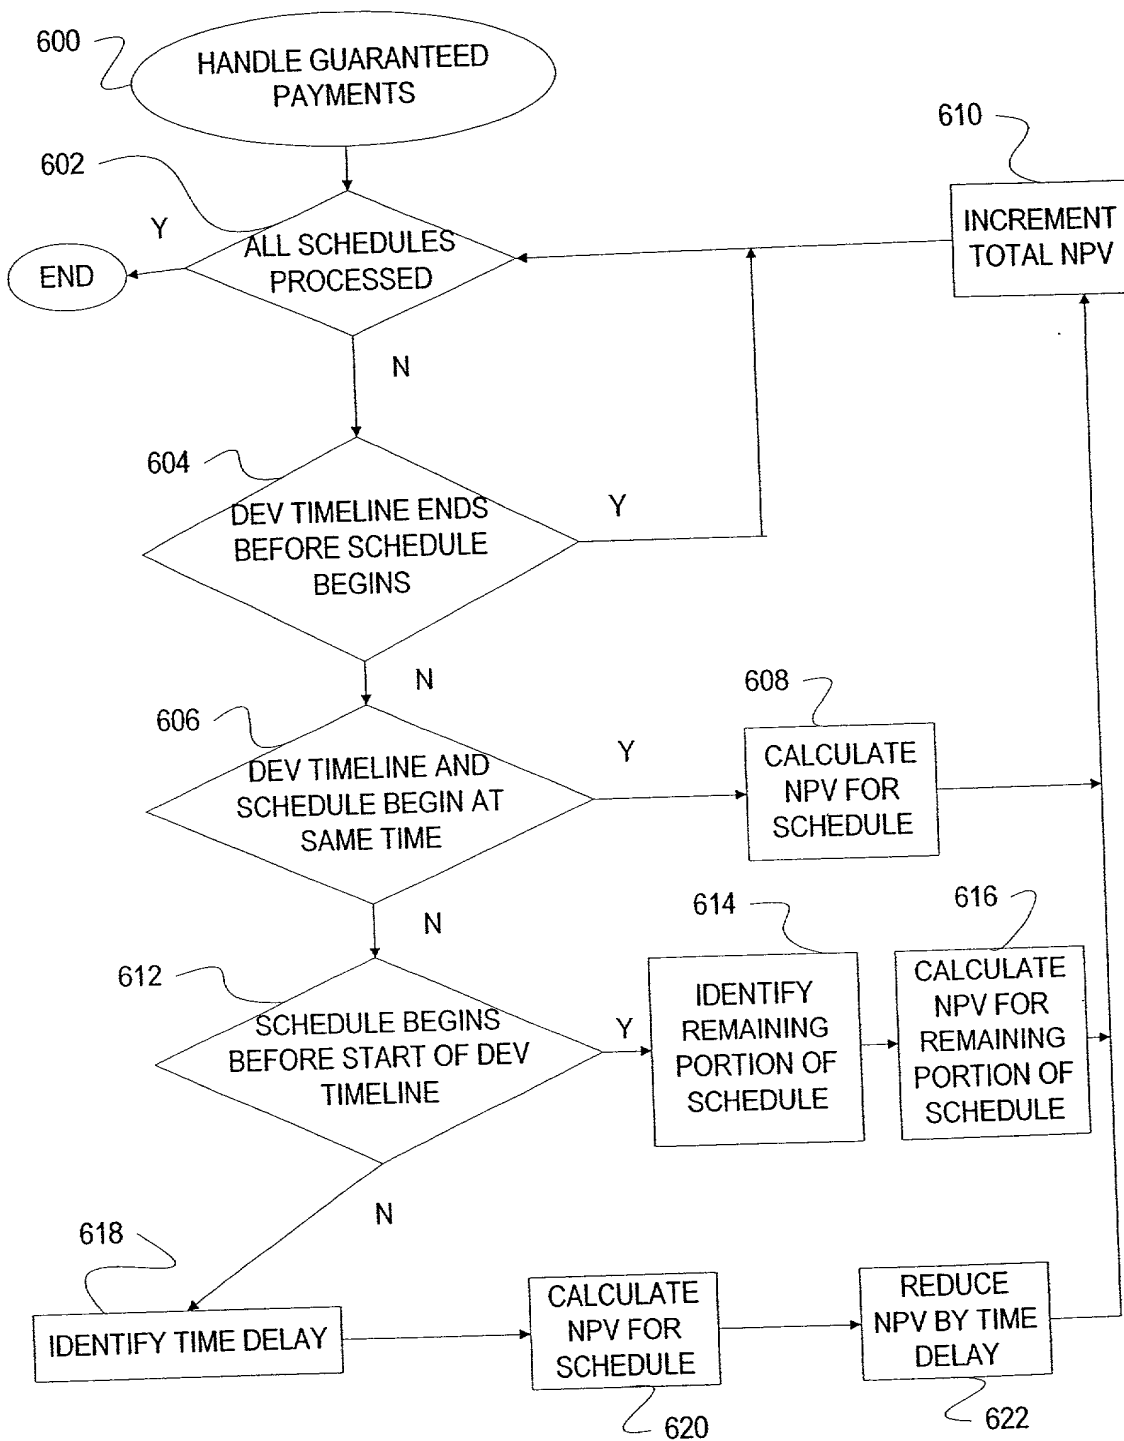 600
HANDLE GUARANTEED
PAYMENTS
610
602
Y
INCREMENT
TOTAL NPV
ALL SCHEDULES
PROCESSED
END
N
604
DEV TIMELINE ENDS
BEFORE SCHEDULE
BEGINS
Y
N
608
606
Y
CALCULATE
NPV FOR
SCHEDULE
DEV TIMELINE AND
SCHEDULE BEGIN AT
SAME TIME
N
614
616
612
SCHEDULE BEGINS
BEFORE START OF DEV
TIMELINE
Y
IDENTIFY
REMAINING
PORTION OF
SCHEDULE
CALCULATE
NPV FOR
REMAINING
PORTION OF
SCHEDULE
N
618
IDENTIFY TIME DELAY
CALCULATE
NPV FOR
SCHEDULE
REDUCE
NPV BY TIME
DELAY
620
622